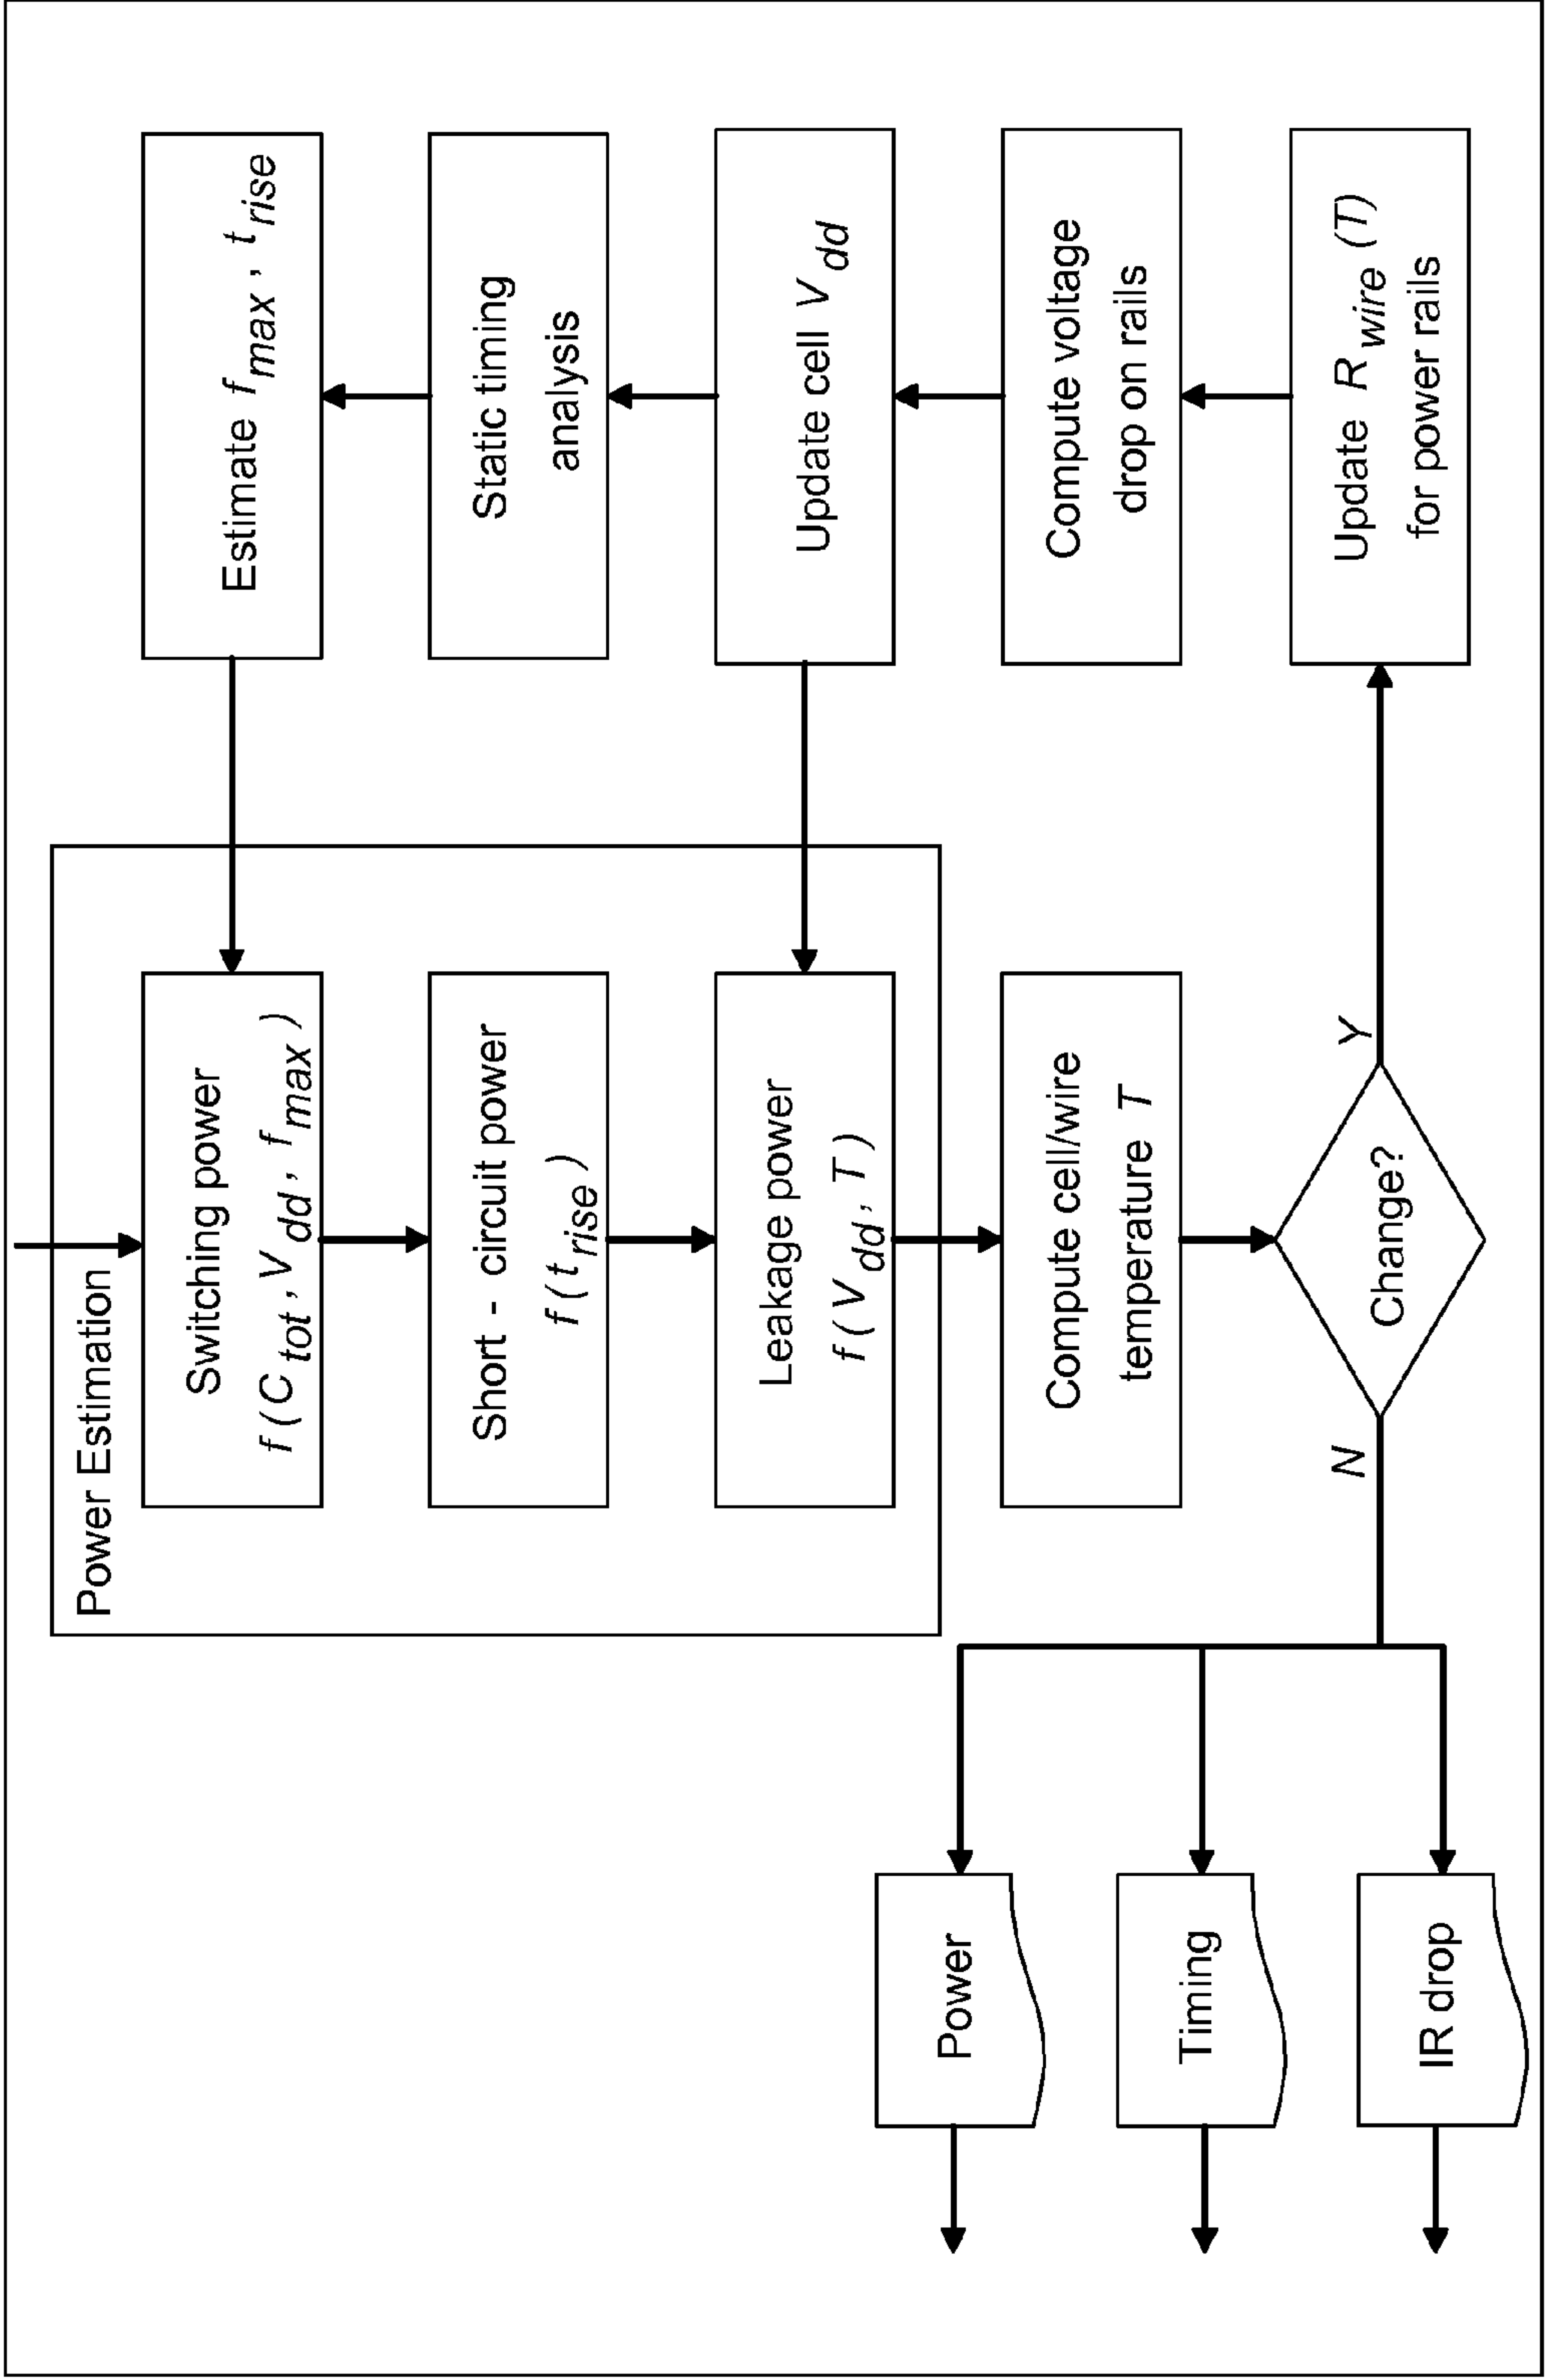 Power Estimation
Switching power
f ( C tot , V dd , f max )
Short - circuit power
f ( t rise )
Leakage power
f ( V dd , T )
Compute cell/wire
temperature T
Change?
N
Y
Estimate f max , t rise
Static timing
analysis
Update cell V dd
Compute voltage
drop on rails
Update R wire (T)
for power rails
Power
Timing
IR drop